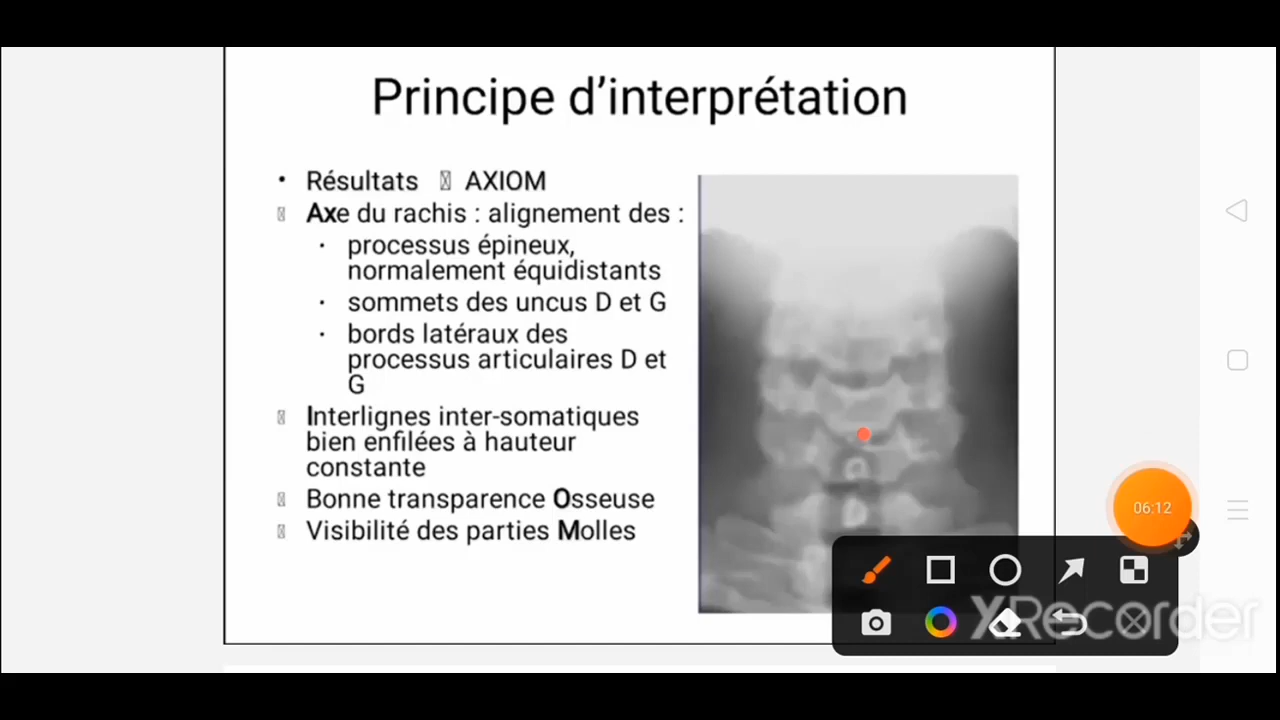 Principe d’interprétation
• Résultats AXIOM
Axe du rachis : alignement des :
· processus épineux,
normalement équidistants
· sommets des uncus D et G
· bords latéraux des
processus articulaires D et
G
Interlignes inter-somatiques
bien enfilées à hauteur
constante
Bonne transparence Osseuse
Visibilité des parties Molles
06:12
XRecorder